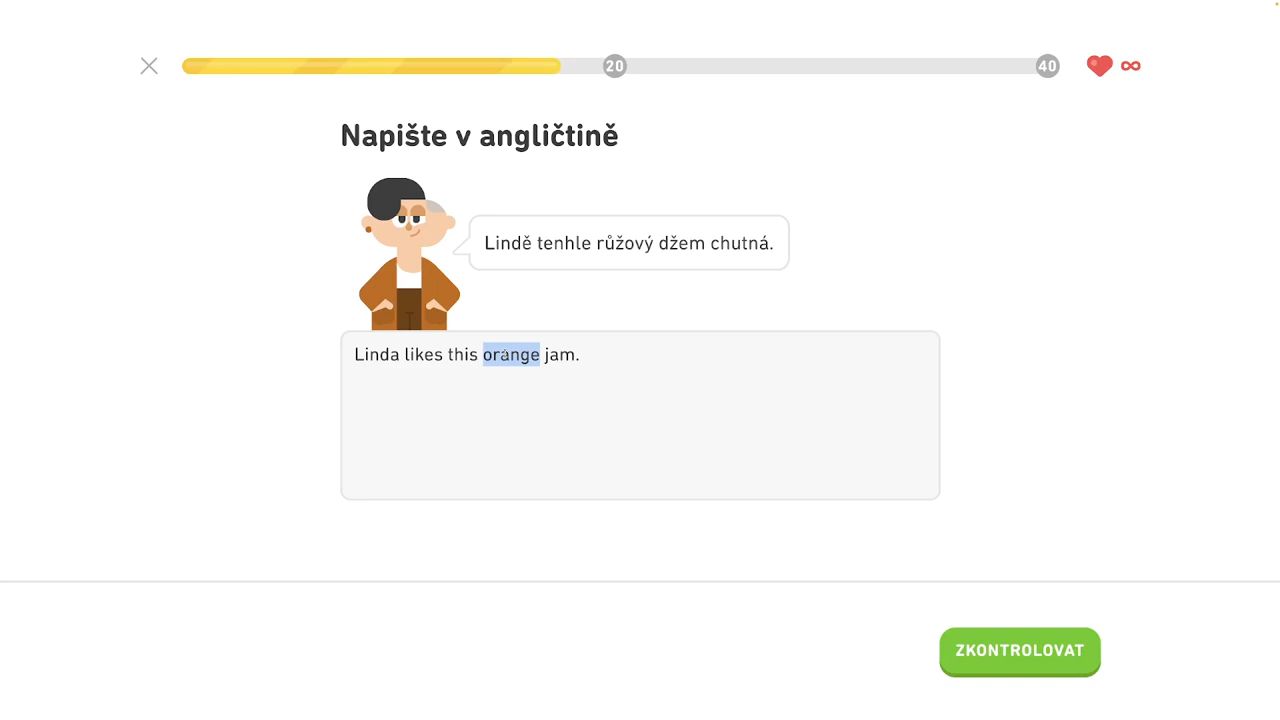 20
40
∞
Napište v angličtině
Lindě tenhle růžový džem chutná.
Linda likes this orange jam.
ZKONTROLOVAT